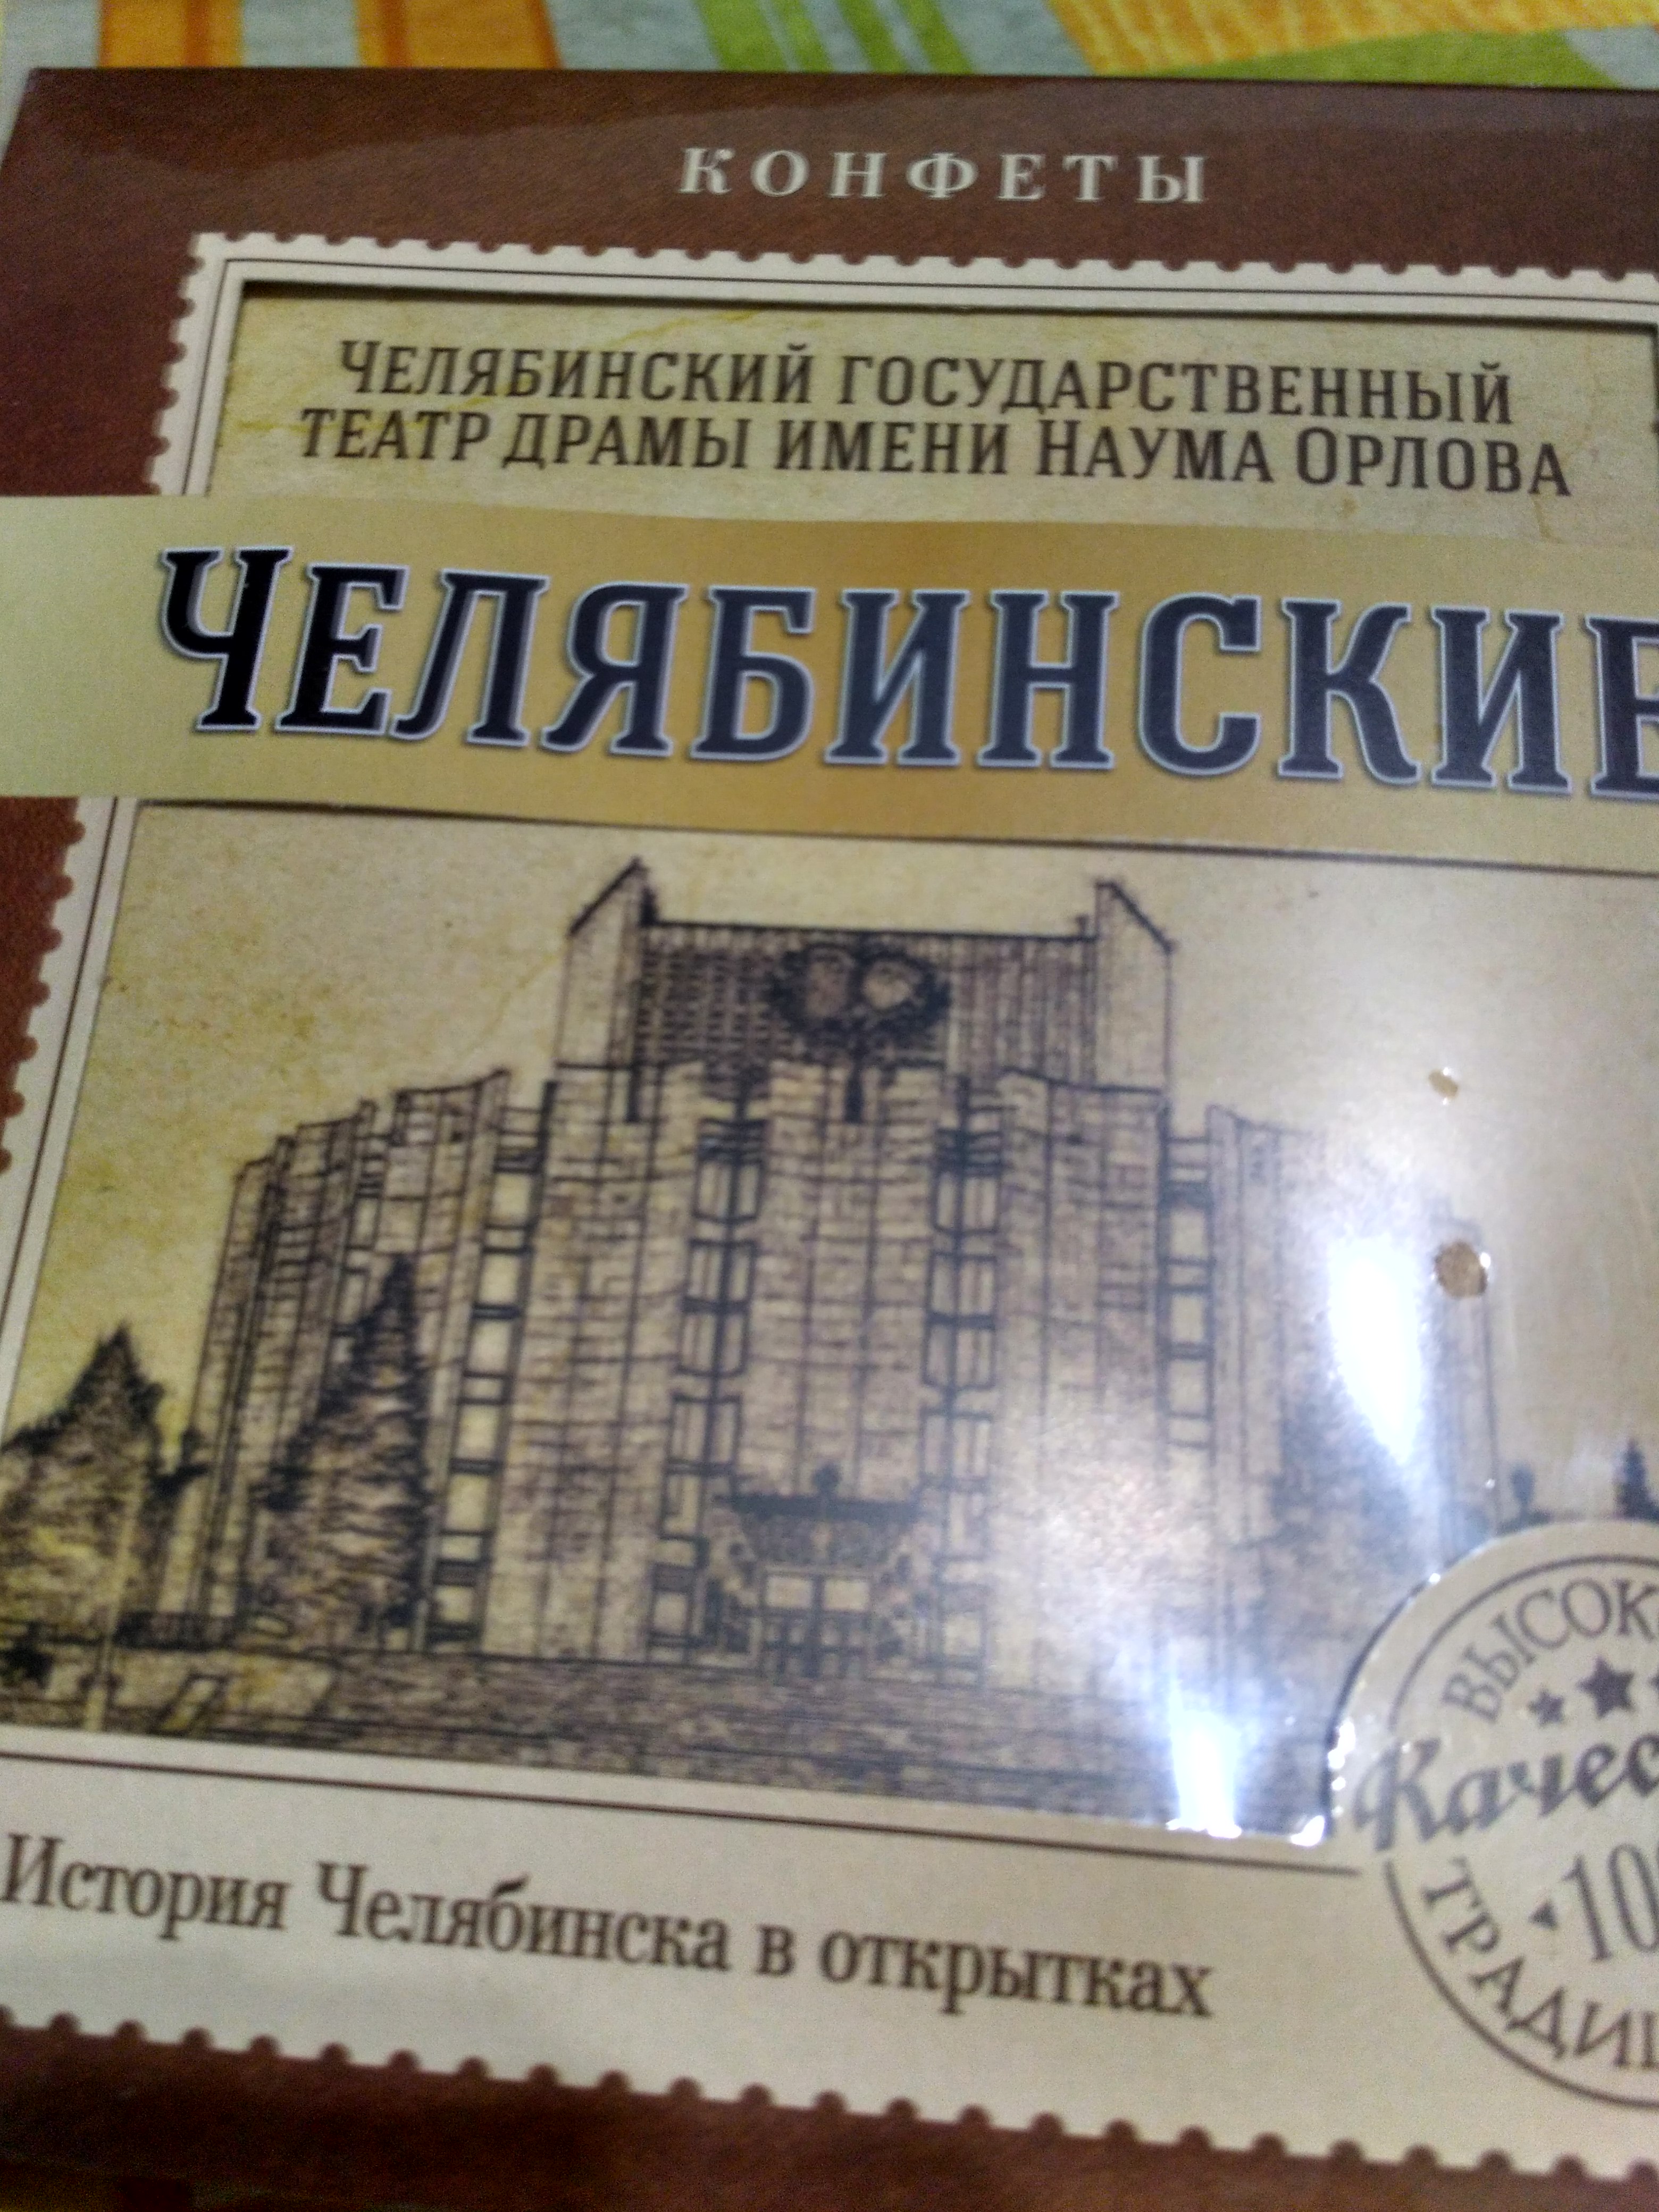 КОНФЕТЫ
ЧЕЛЯБИНСКИЙ ГОСУДАРСТВЕННЫЙ
ТЕАТР ДРАМЫ ИМЕНИ НАУМА ОРЛОВА
ЧЕЛЯБИНСКИЕ
История Челябинска в открытках